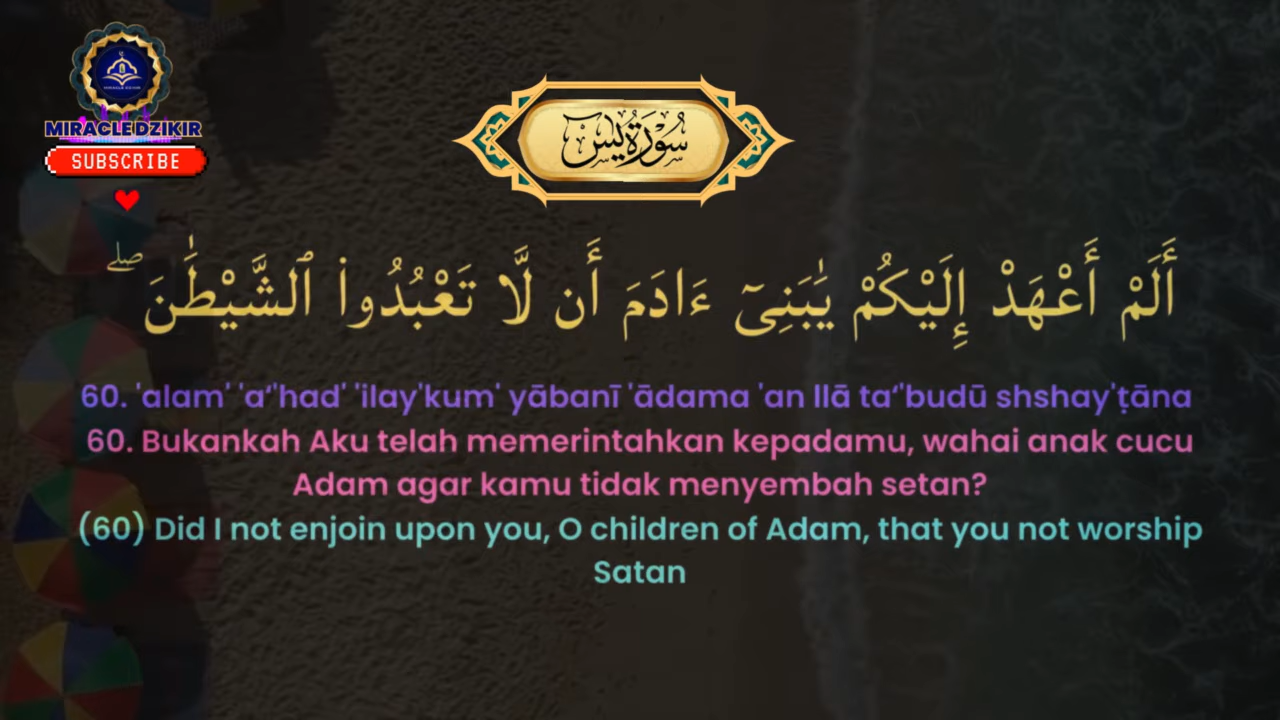 MIRACLE DZIKIR
SUBSCRIBE
سُورَةُ يس
أَلَمْ أَعْهَدْ إِلَيْكُمْ يَٰبَنِىٓ ءَادَمَ أَن لَّا تَعْبُدُوا۟ ٱلشَّيْطَٰنَ ۖ
60. 'alam' 'a‘'had' 'ilay'kum' yābanī 'ādama 'an llā ta‘'budū shshay'ṭāna
60. Bukankah Aku telah memerintahkan kepadamu, wahai anak cucu
Adam agar kamu tidak menyembah setan?
(60) Did I not enjoin upon you, O children of Adam, that you not worship
Satan